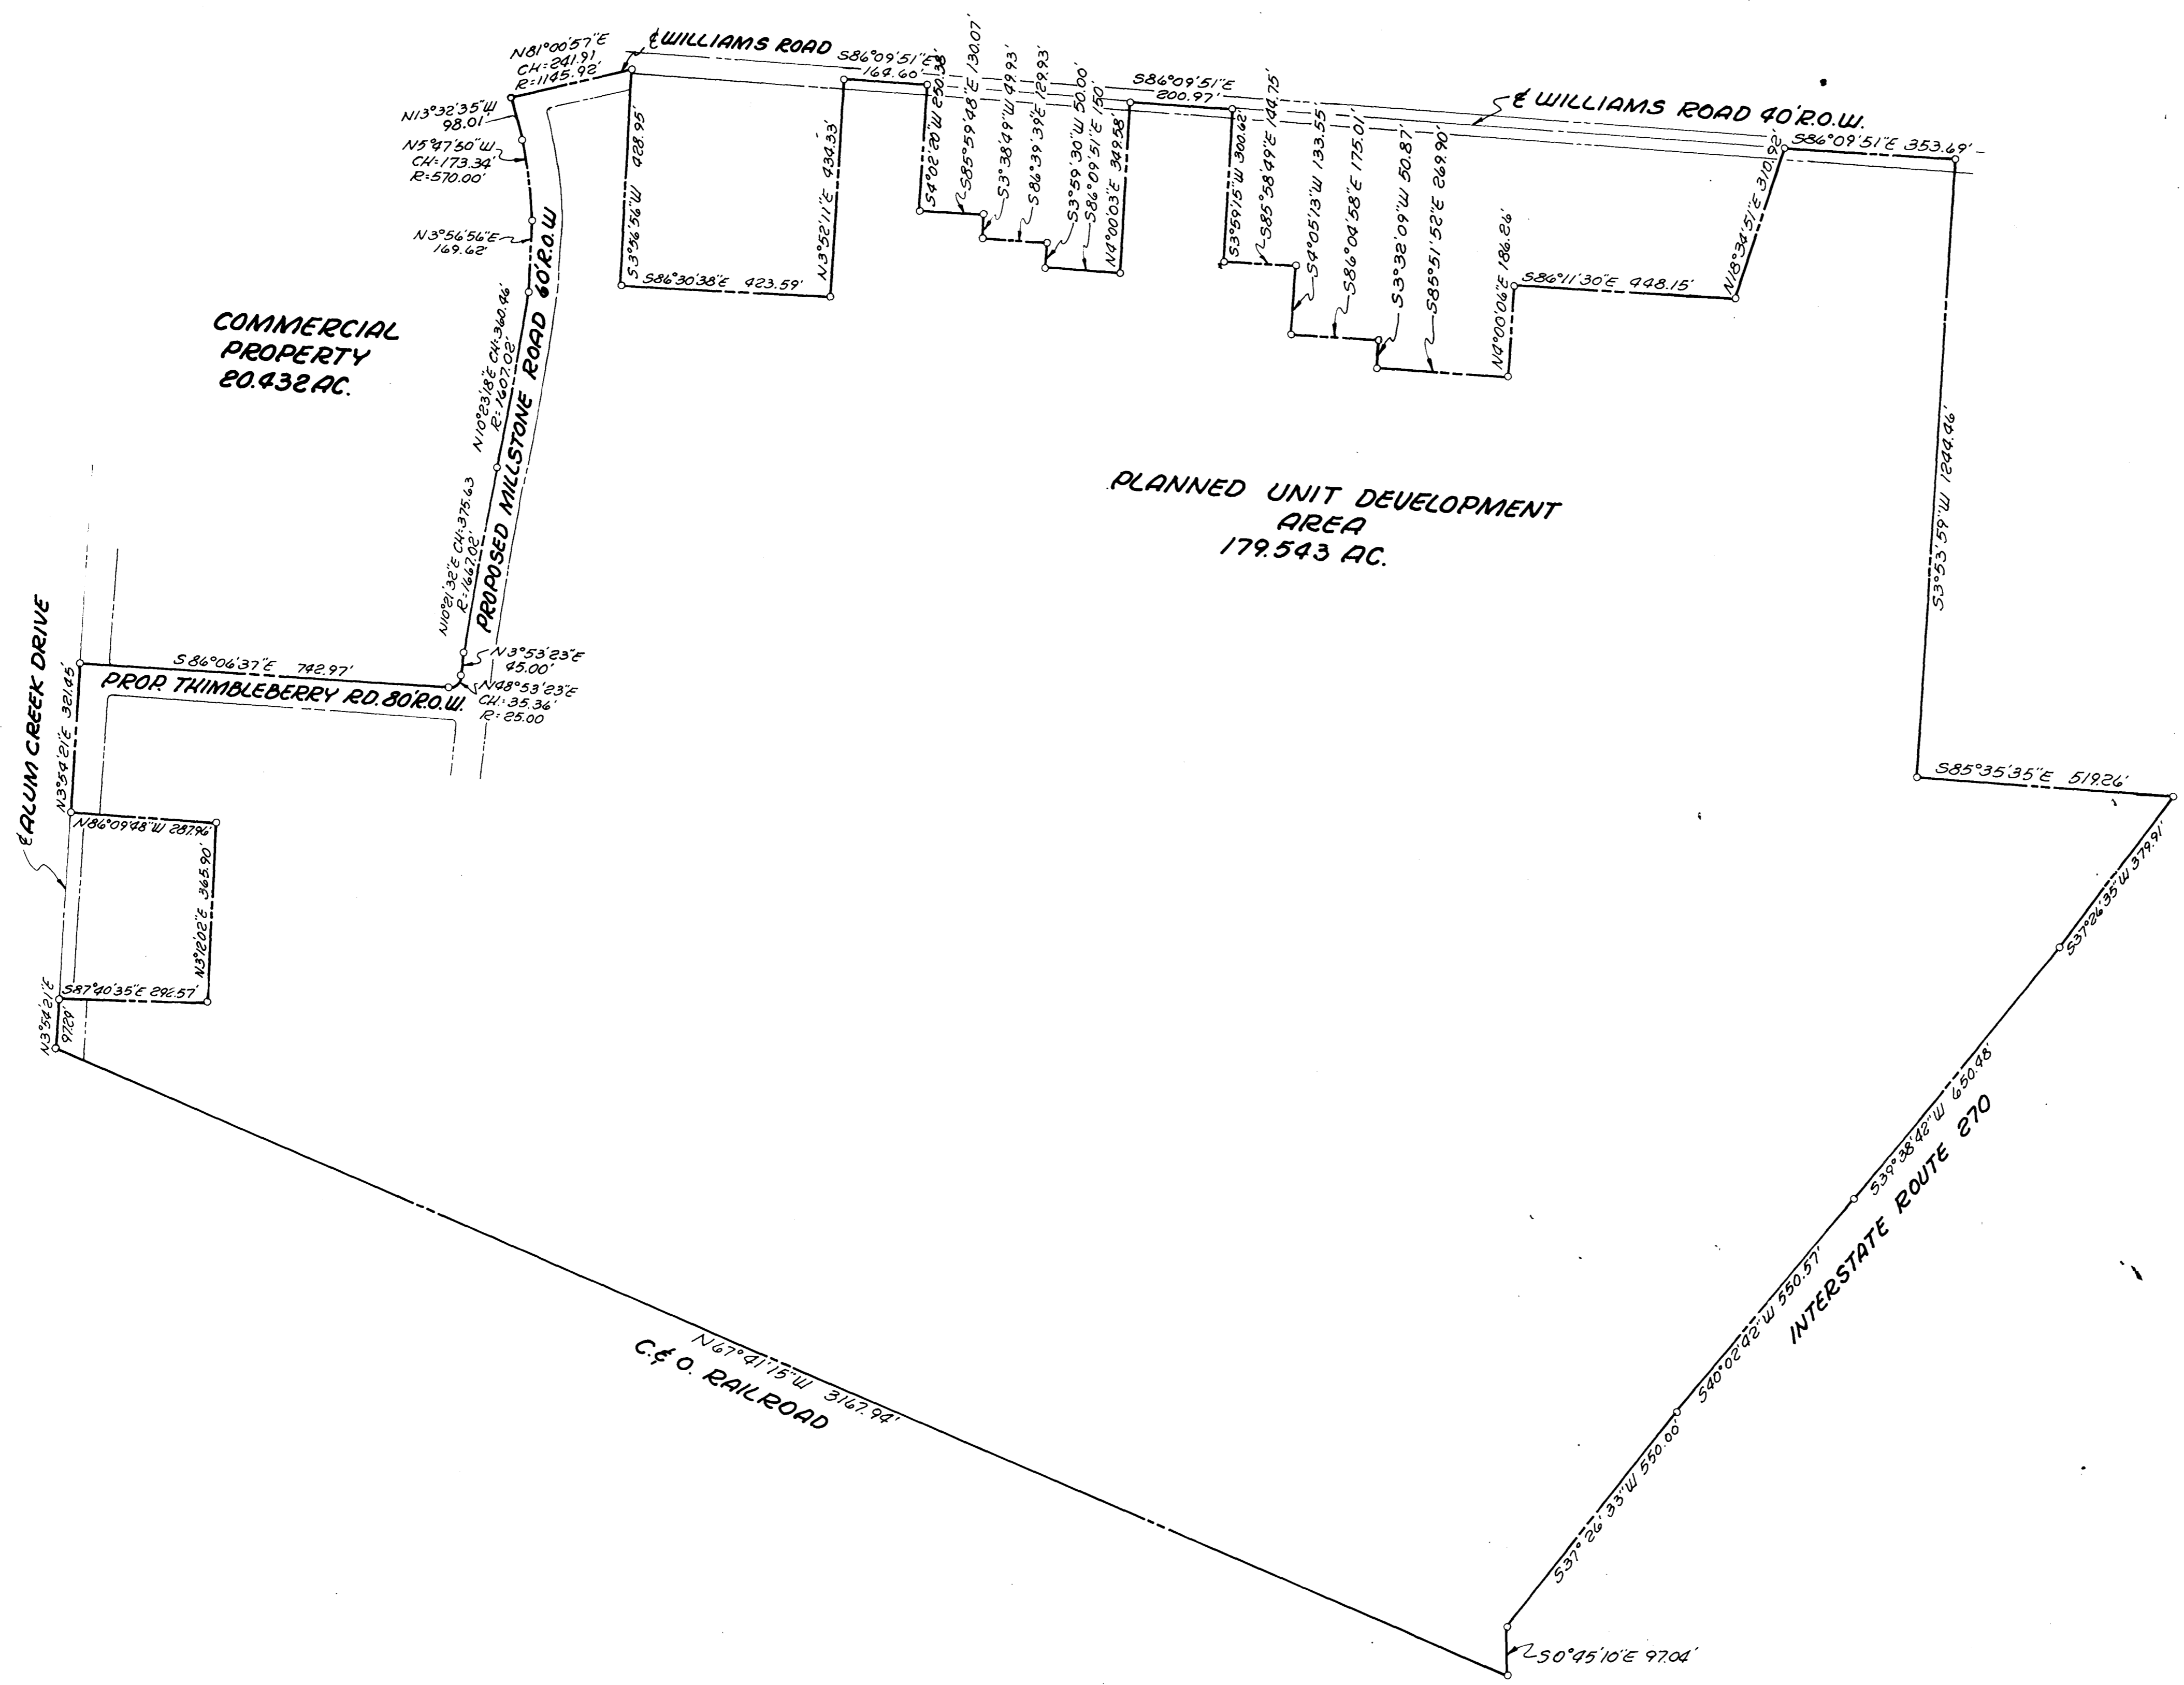 N81°00'57"E
CH=241.91
R=1145.92'
℄ WILLIAMS ROAD
S86°09'51"E
164.60'
S86°09'51"E
200.97'
℄ WILLIAMS ROAD 40' R.O.W.
S86°09'51"E 353.69'
N13°32'35"W
98.01'
N5°47'50"W
CH=173.34'
R=570.00'
N3°56'56"E
169.62'
S3°56'56"W 428.95'
S86°30'38"E 423.59'
N3°52'11"E 434.33'
S4°02'20"W 250.38'
S85°59'48"E 130.07'
S3°38'49"W 49.93'
S86°39'39"E 129.93'
S3°59'30"W 50.00'
S86°09'51"E 150'
N4°00'03"E 349.58'
S3°59'15"W 300.62'
S85°58'49"E 144.75'
S4°05'13"W 133.55
S86°04'58"E 175.01'
S3°32'09"W 50.87'
S85°51'52"E 269.90'
N4°00'06"E 186.26'
S86°11'30"E 448.15'
N18°34'51"E 310.92'
S3°53'59"W 1244.46'
COMMERCIAL
PROPERTY
20.432 AC.
N10°23'18"E CH=360.46'
R=1607.02'
N10°21'32"E CH=375.63
R=1667.02'
PROPOSED MILLSTONE ROAD 60' R.O.W
PLANNED UNIT DEVELOPMENT
AREA
179.543 AC.
N3°53'23"E
45.00'
N48°53'23"E
CH=35.36'
R=25.00
S86°06'37"E 742.97'
PROP. THIMBLEBERRY RD. 80' R.O.W.
℄ ALUM CREEK DRIVE
N3°54'21"E 321.45'
N86°09'48"W 287.96'
N3°12'02"E 365.90'
S87°40'35"E 292.57'
N3°54'21"E
97.24'
S85°35'35"E 519.26'
S37°26'35"W 379.91'
S39°38'42"W 650.48'
INTERSTATE ROUTE 270
S40°02'42"W 550.57'
S37°26'33"W 550.00'
S0°45'10"E 97.04'
N67°41'15"W 3167.94'
C. & O. RAILROAD